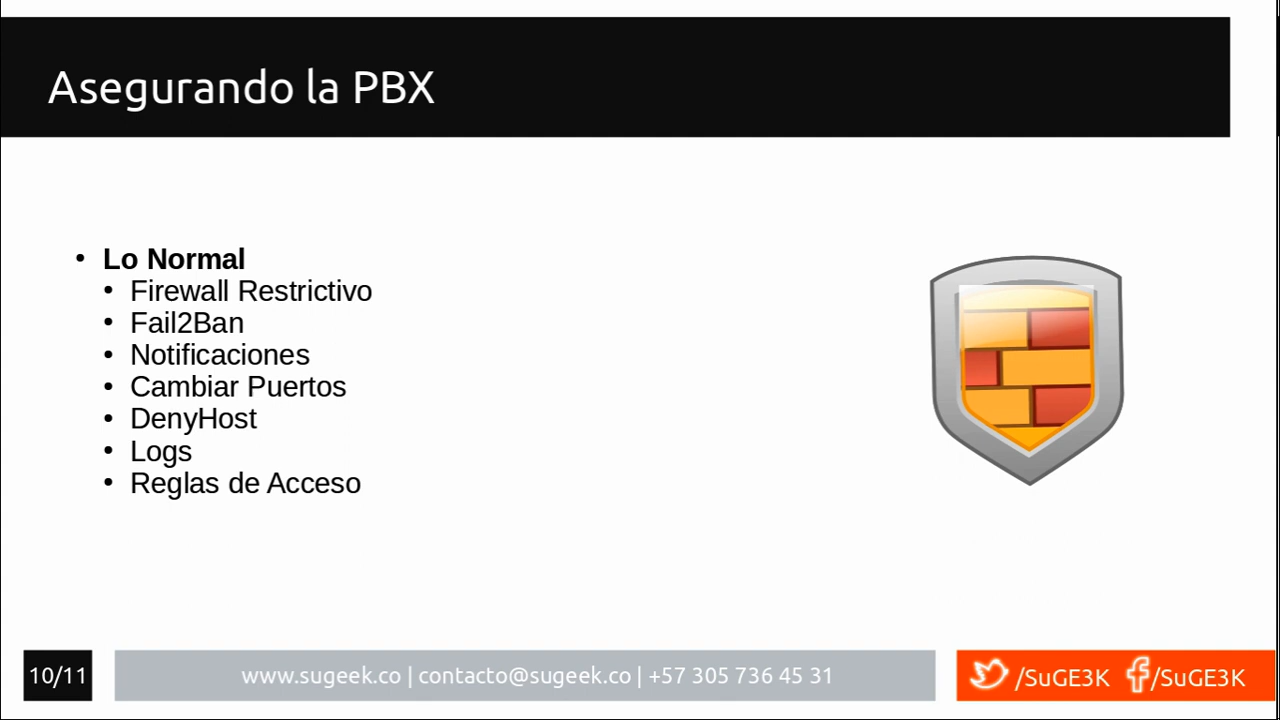 Asegurando la PBX
• Lo Normal
• Firewall Restrictivo
• Fail2Ban
• Notificaciones
• Cambiar Puertos
• DenyHost
• Logs
• Reglas de Acceso
10/11
www.sugeek.co | contacto@sugeek.co | +57 305 736 45 31
/SuGE3K /SuGE3K